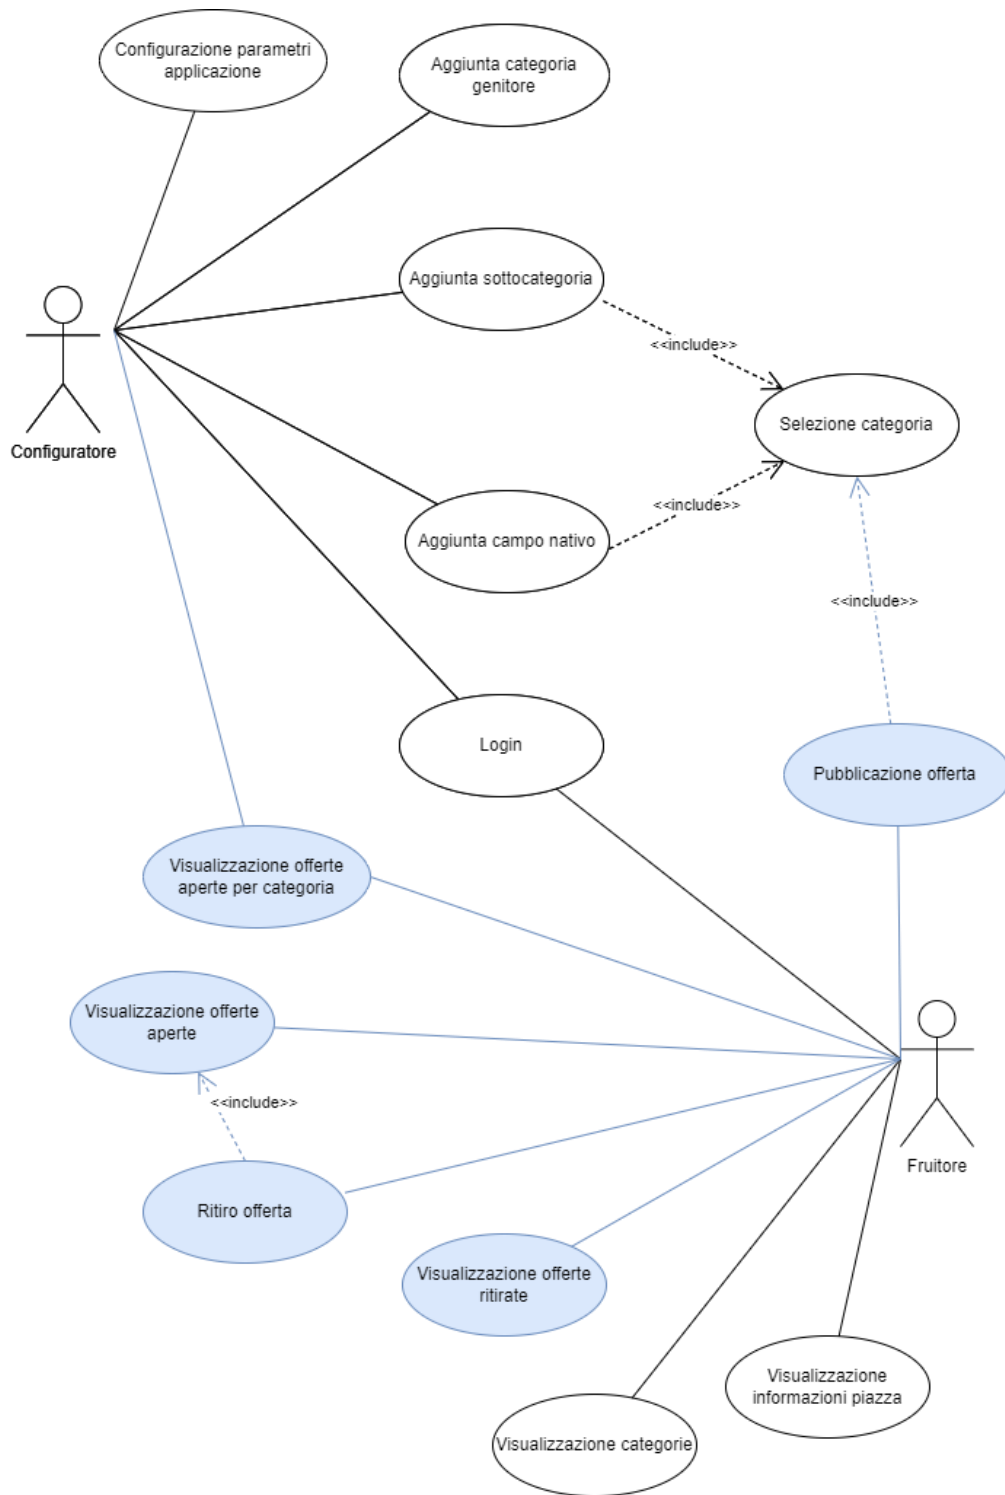 Configurazione parametri
applicazione
Aggiunta categoria
genitore
Aggiunta sottocategoria
<<include>>
Selezione categoria
Configuratore
<<include>>
Aggiunta campo nativo
<<include>>
Login
Pubblicazione offerta
Visualizzazione offerte
aperte per categoria
Visualizzazione offerte
aperte
<<include>>
Fruitore
Ritiro offerta
Visualizzazione offerte
ritirate
Visualizzazione
informazioni piazza
Visualizzazione categorie